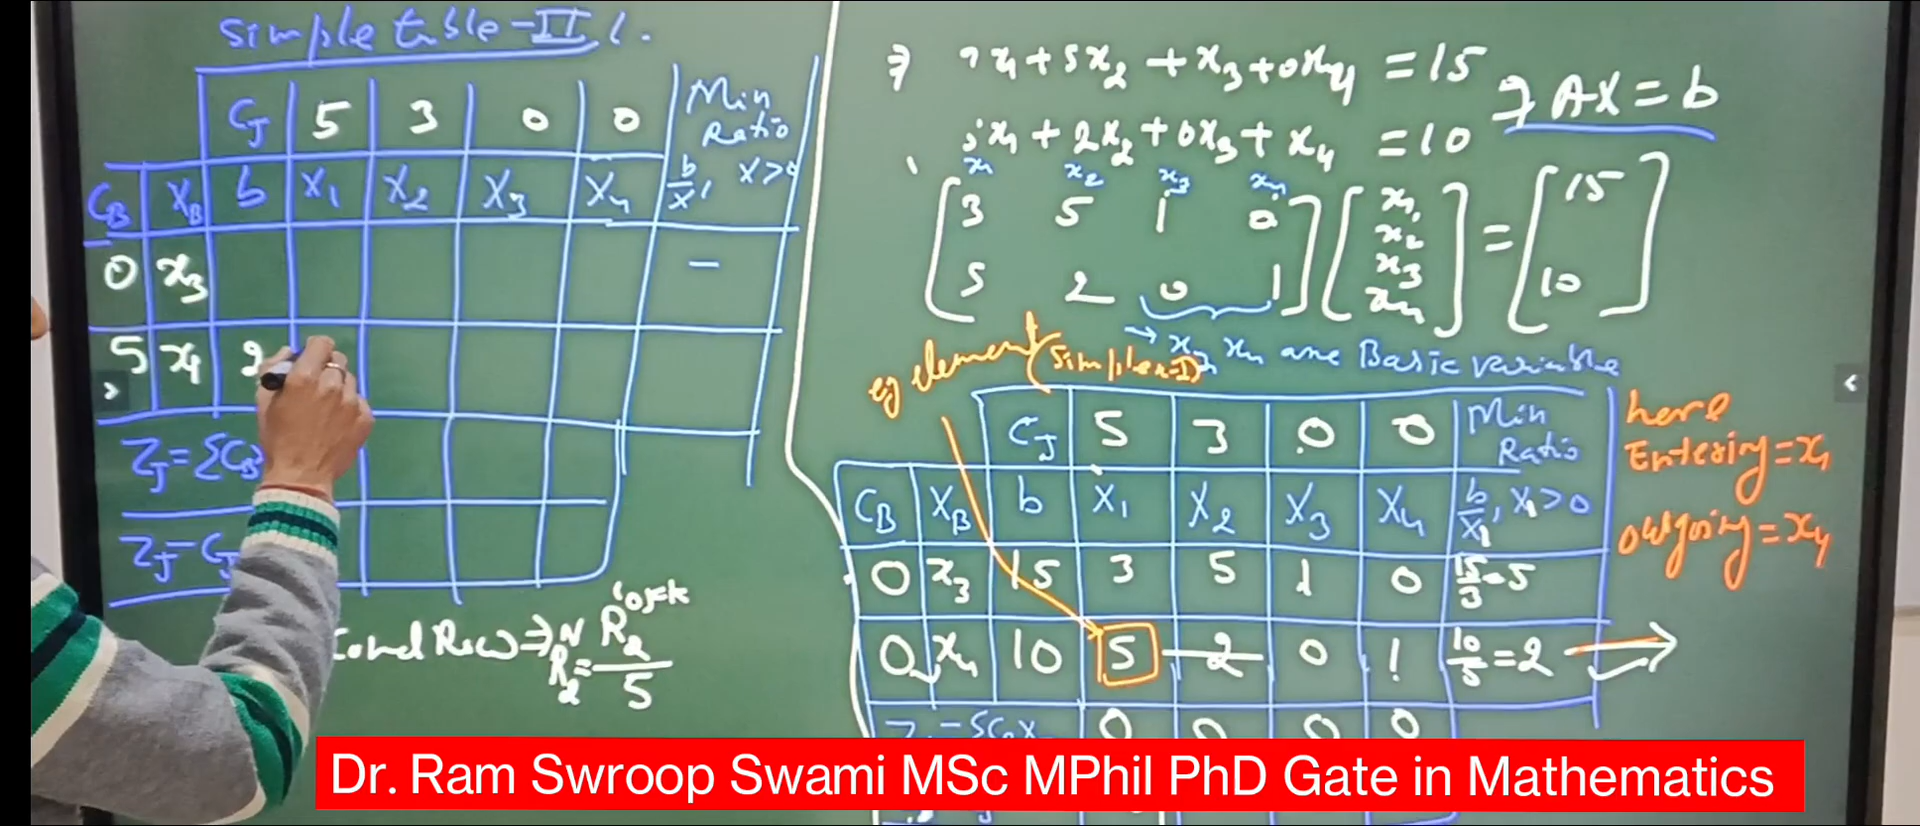 Simple table-II
CJ 5 3 0 0 Min Ratio
CB XB b X1 X2 X3 X4 b/x, X>0
0 x3 –
5 x1 2
ZJ = ΣCB
ZJ - CJ
R2 = R2/5
⇒ x1 + 5x2 + x3 + 0x4 = 15
5x1 + 2x2 + 0x3 + x4 = 10
⇒ AX = b
x1 x2 x3 x4
[3 5 1 0] [x1] = [15]
[5 2 0 1] [x2 x3 x4] [10]
→ x3, x4 are Basic variable
element
(Simplex-I)
CJ 5 3 0 0 Min Ratio
CB XB b X1 X2 X3 X4 b/X1, X1>0
0 x3 15 3 5 1 0 15/3=5
0 x4 10 5 2 0 1 10/5=2
0 0 0 0
here
Entering = x1
outgoing = x4
Dr. Ram Swroop Swami MSc MPhil PhD Gate in Mathematics